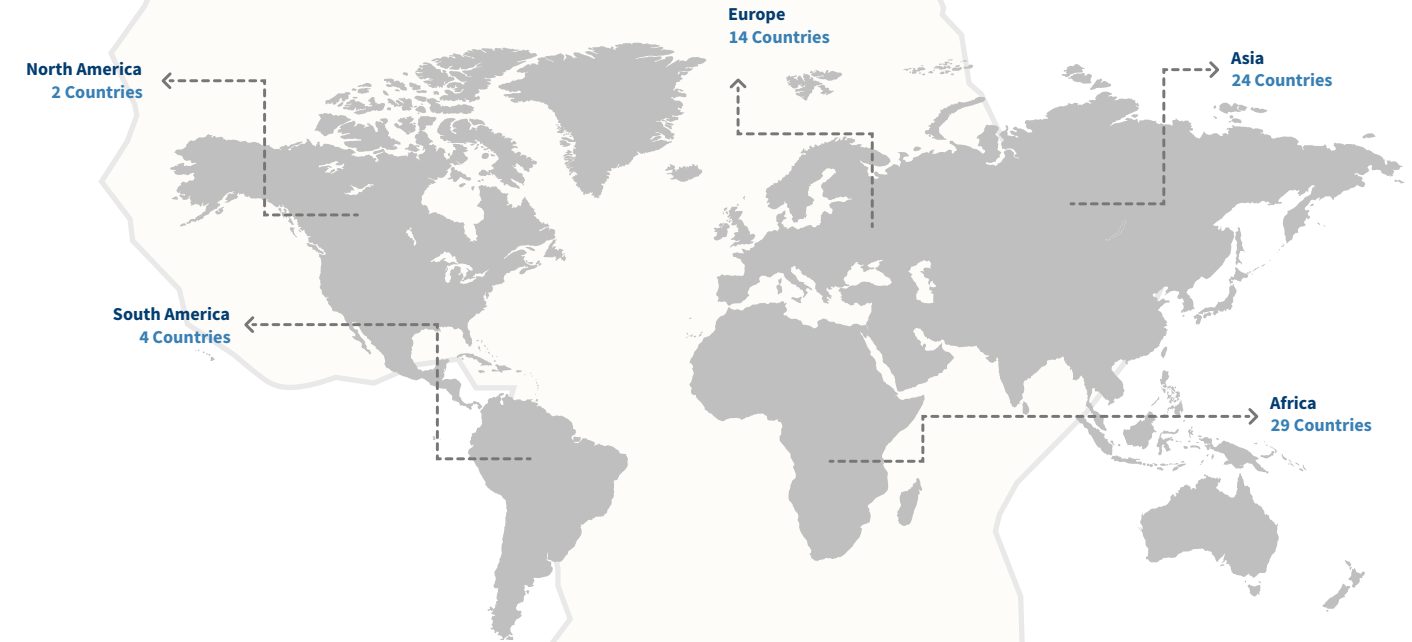 Europe
14 Countries
North America
2 Countries
Asia
24 Countries
South America
4 Countries
Africa
29 Countries